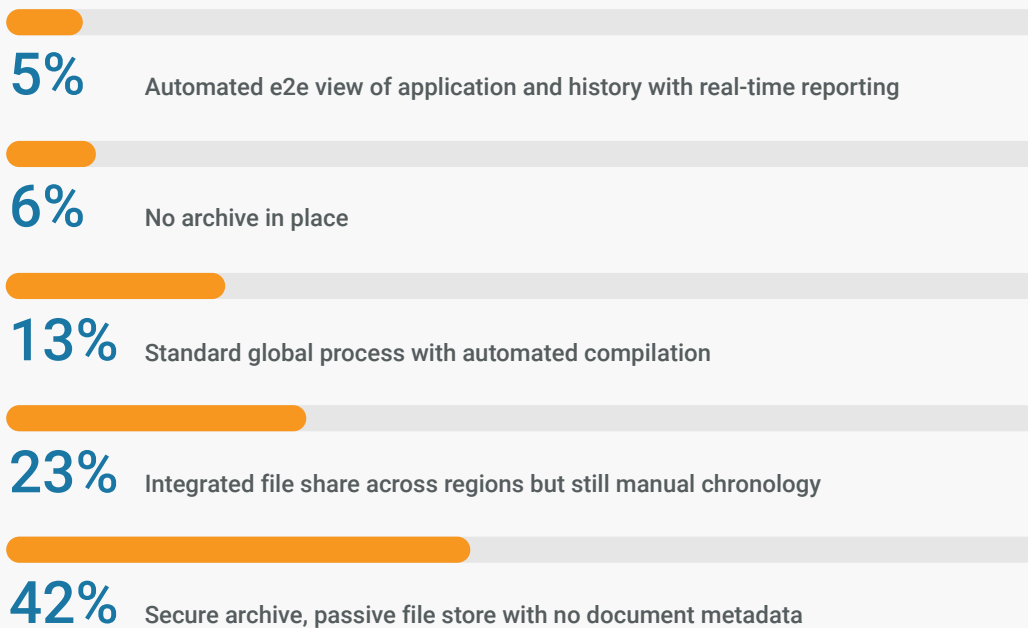 5% Automated e2e view of application and history with real-time reporting
6% No archive in place
13% Standard global process with automated compilation
23% Integrated file share across regions but still manual chronology
42% Secure archive, passive file store with no document metadata